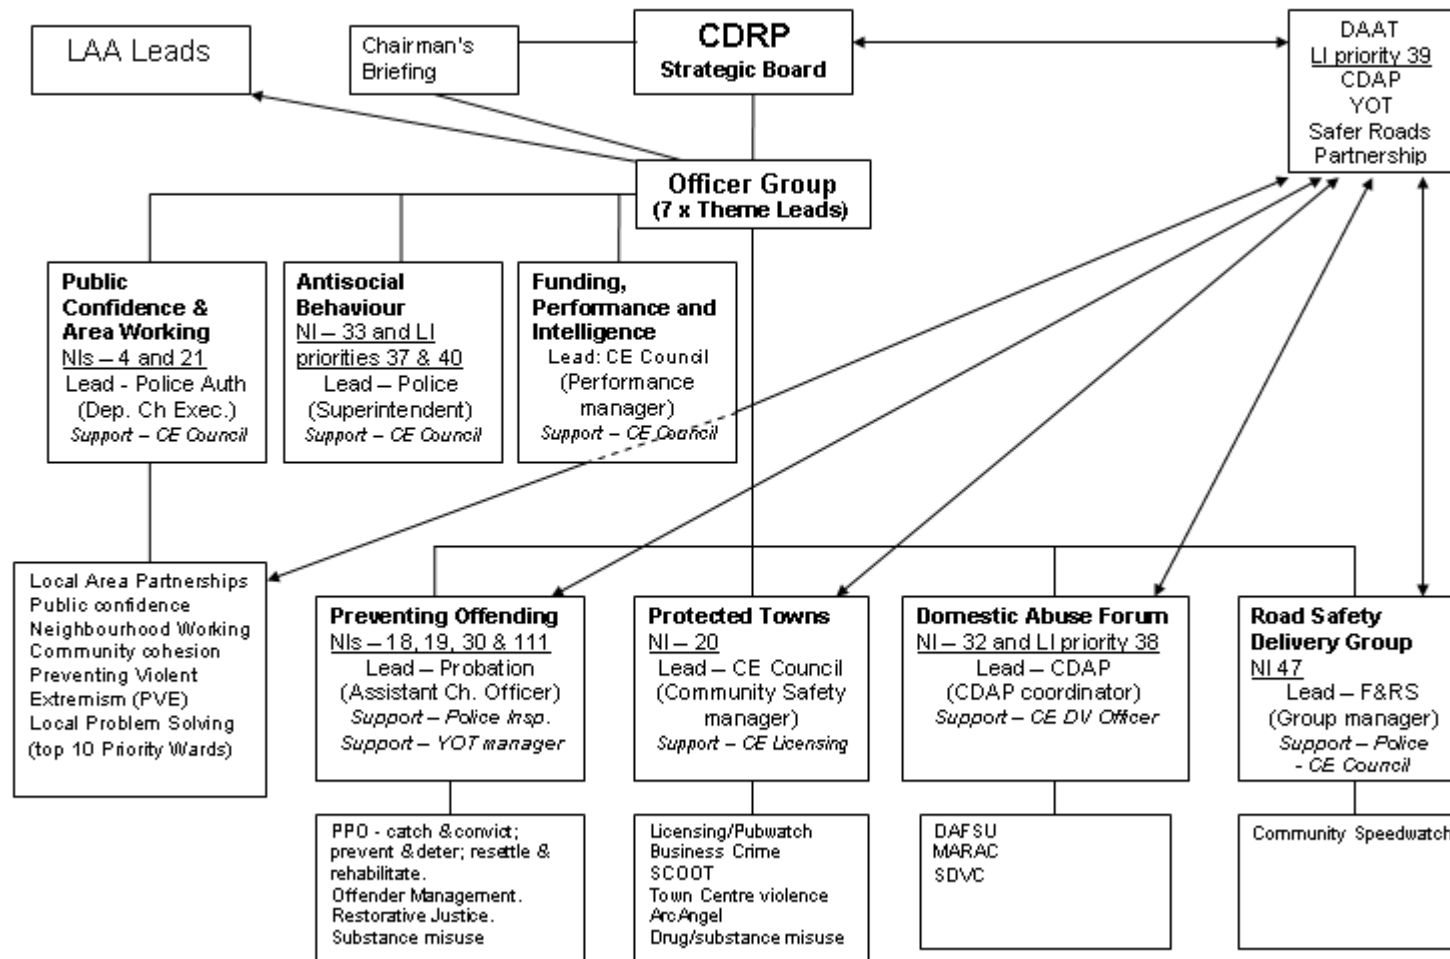 LAA Leads
Chairman's
Briefing
CDRP
Strategic Board
DAAT
LI priority 39
CDAP
YOT
Safer Roads
Partnership
Officer Group
(7 x Theme Leads)
Public
Confidence &
Area Working
NIs – 4 and 21
Lead - Police Auth
(Dep. Ch Exec.)
Support – CE Council
Antisocial
Behaviour
NI – 33 and LI
priorities 37 & 40
Lead – Police
(Superintendent)
Support – CE Council
Funding,
Performance and
Intelligence
Lead: CE Council
(Performance
manager)
Support – CE Council
Local Area Partnerships
Public confidence
Neighbourhood Working
Community cohesion
Preventing Violent
Extremism (PVE)
Local Problem Solving
(top 10 Priority Wards)
Preventing Offending
NIs – 18, 19, 30 & 111
Lead – Probation
(Assistant Ch. Officer)
Support – Police Insp.
Support – YOT manager
Protected Towns
NI – 20
Lead – CE Council
(Community Safety
manager)
Support – CE Licensing
Domestic Abuse Forum
NI – 32 and LI priority 38
Lead – CDAP
(CDAP coordinator)
Support – CE DV Officer
Road Safety
Delivery Group
NI 47
Lead – F&RS
(Group manager)
Support – Police
- CE Council
PPO - catch & convict;
prevent & deter; resettle &
rehabilitate.
Offender Management.
Restorative Justice.
Substance misuse
Licensing/Pubwatch
Business Crime
SCOOT
Town Centre violence
ArcAngel
Drug/substance misuse
DAFSU
MARAC
SDVC
Community Speedwatch